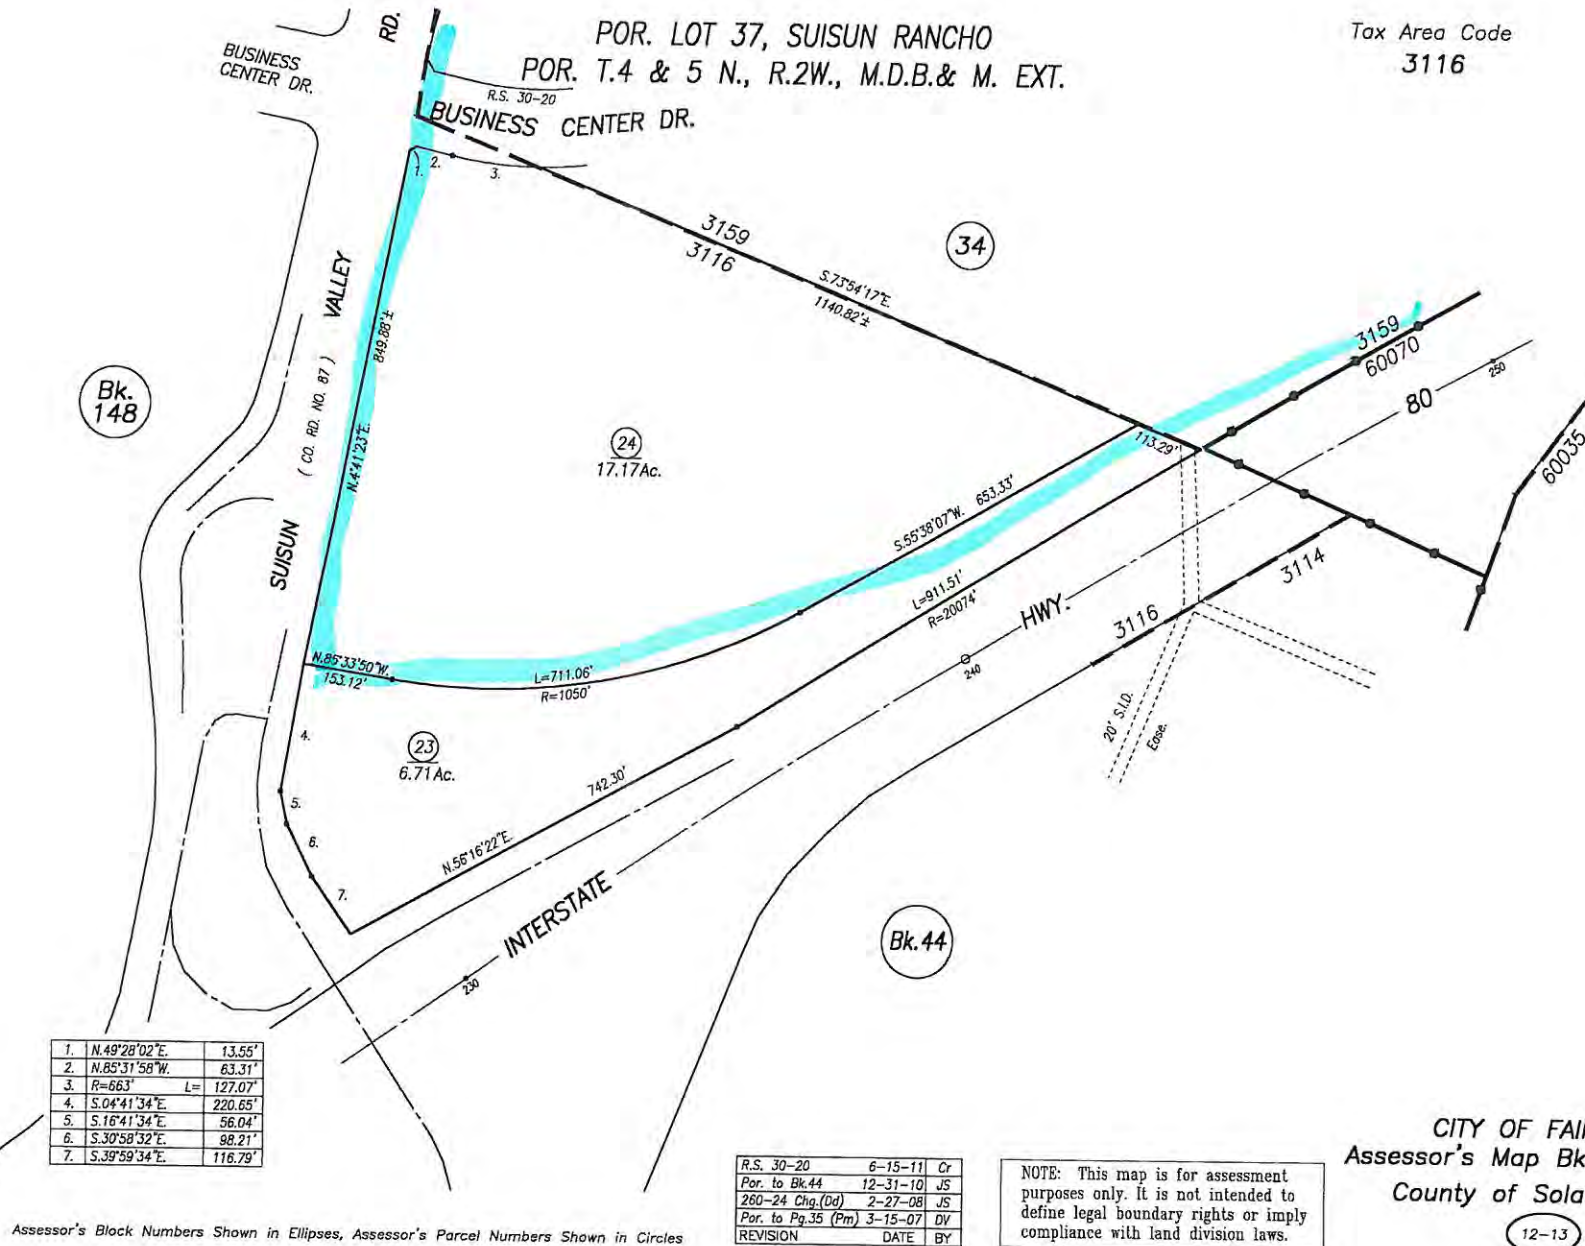 POR. LOT 37, SUISUN RANCHO
POR. T.4 & 5 N., R.2W., M.D.B.& M. EXT.
Tax Area Code
3116
BUSINESS
CENTER DR.
RD.
R.S. 30-20
BUSINESS CENTER DR.
1.
2.
3.
3159
3116
34
S.73°54'17"E.
1140.82'±
VALLEY
849.88'±
( CO. RD. NO. 87 )
N.4°41'23"E.
SUISUN
Bk.
148
24
17.17Ac.
3159
60070
80
250
60035
113.29'
S.55°38'07"W. 653.33'
L=911.51'
R=20074'
HWY.
240
3116
3114
20' S.I.D.
Ease.
N.85°33'50"W.
153.12'
L=711.06'
R=1050'
4.
23
6.71Ac.
5.
6.
7.
742.30'
N.56°16'22"E.
INTERSTATE
230
Bk.44
1. N.49°28'02"E. 13.55'
2. N.85°31'58"W. 63.31'
3. R=663' L= 127.07'
4. S.04°41'34"E. 220.65'
5. S.16°41'34"E. 56.04'
6. S.30°58'32"E. 98.21'
7. S.39°59'34"E. 116.79'
R.S. 30-20 6-15-11 Cr
Por. to Bk.44 12-31-10 JS
260-24 Chg.(Dd) 2-27-08 JS
Por. to Pg.35 (Pm) 3-15-07 DV
REVISION DATE BY
NOTE: This map is for assessment
purposes only. It is not intended to
define legal boundary rights or imply
compliance with land division laws.
CITY OF FAI
Assessor's Map Bk
County of Sola
12-13
Assessor's Block Numbers Shown in Ellipses, Assessor's Parcel Numbers Shown in Circles